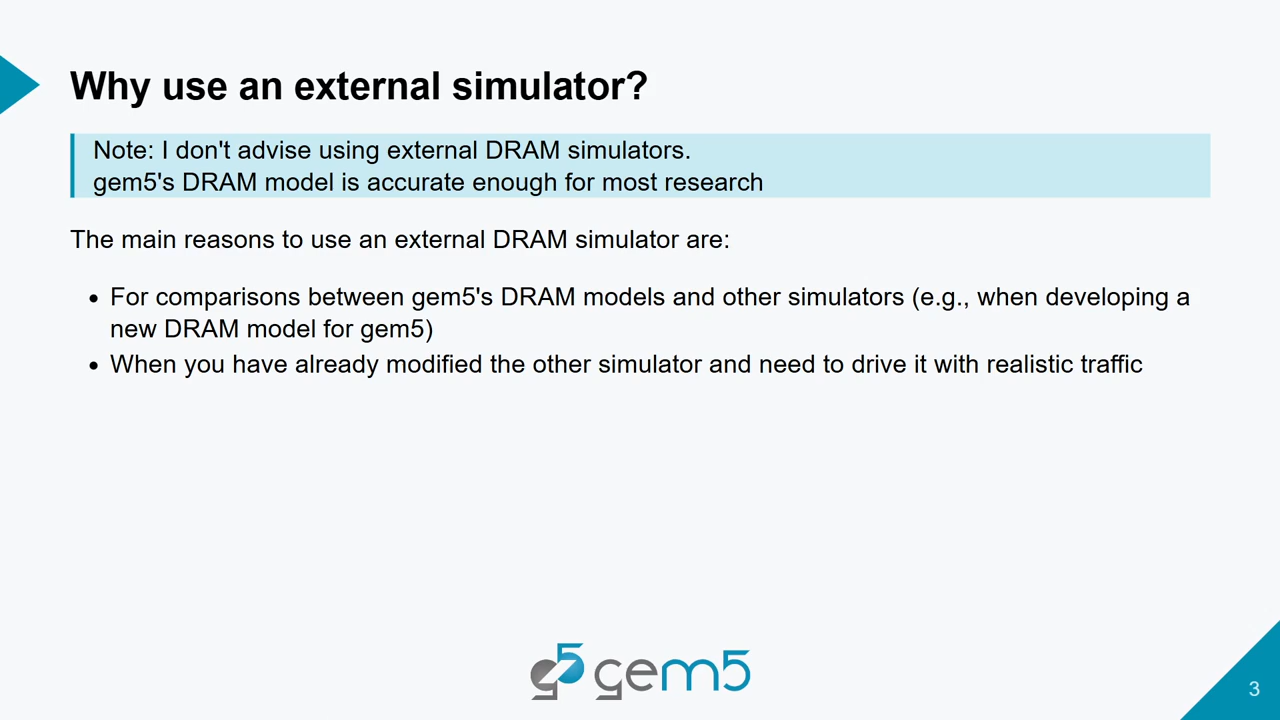 Why use an external simulator?
Note: I don't advise using external DRAM simulators.
gem5's DRAM model is accurate enough for most research
The main reasons to use an external DRAM simulator are:
• For comparisons between gem5's DRAM models and other simulators (e.g., when developing a
new DRAM model for gem5)
• When you have already modified the other simulator and need to drive it with realistic traffic
g5 gem5
3